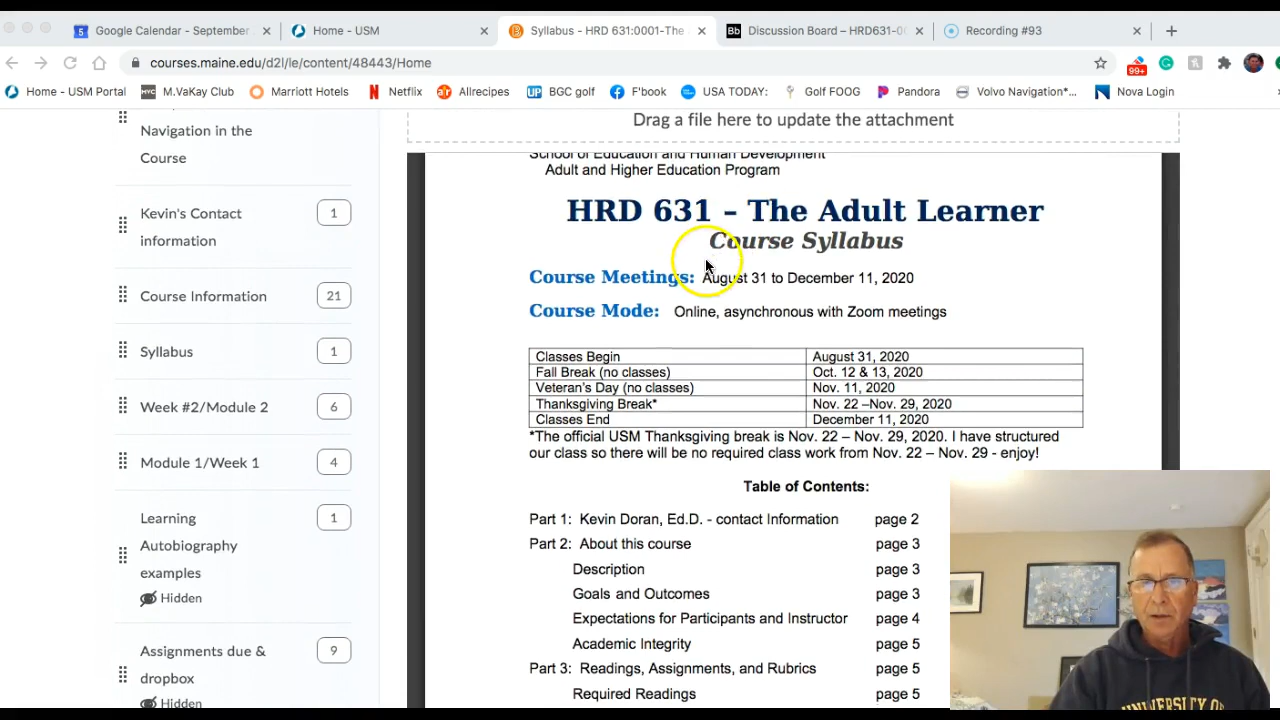 Google Calendar - September
Home - USM
Syllabus - HRD 631:0001-The
Discussion Board – HRD631-00
Recording #93
courses.maine.edu/d2l/le/content/48443/Home
99+
Home - USM Portal
M.VaKay Club
Marriott Hotels
Netflix
Allrecipes
BGC golf
F'book
USA TODAY:
Golf FOOG
Pandora
Volvo Navigation*...
Nova Login
Navigation in the
Course
Kevin's Contact
information
1
Course Information
21
Syllabus
1
Week #2/Module 2
6
Module 1/Week 1
4
Learning
Autobiography
examples
1
Hidden
Assignments due &
dropbox
9
Hidden
Drag a file here to update the attachment
School of Education and Human Development
Adult and Higher Education Program
HRD 631 – The Adult Learner
Course Syllabus
Course Meetings: August 31 to December 11, 2020
Course Mode: Online, asynchronous with Zoom meetings
Classes Begin August 31, 2020
Fall Break (no classes) Oct. 12 & 13, 2020
Veteran's Day (no classes) Nov. 11, 2020
Thanksgiving Break* Nov. 22 –Nov. 29, 2020
Classes End December 11, 2020
*The official USM Thanksgiving break is Nov. 22 – Nov. 29, 2020. I have structured
our class so there will be no required class work from Nov. 22 – Nov. 29 - enjoy!
Table of Contents:
Part 1: Kevin Doran, Ed.D. - contact Information page 2
Part 2: About this course page 3
Description page 3
Goals and Outcomes page 3
Expectations for Participants and Instructor page 4
Academic Integrity page 5
Part 3: Readings, Assignments, and Rubrics page 5
Required Readings page 5
UNIVERSITY OF